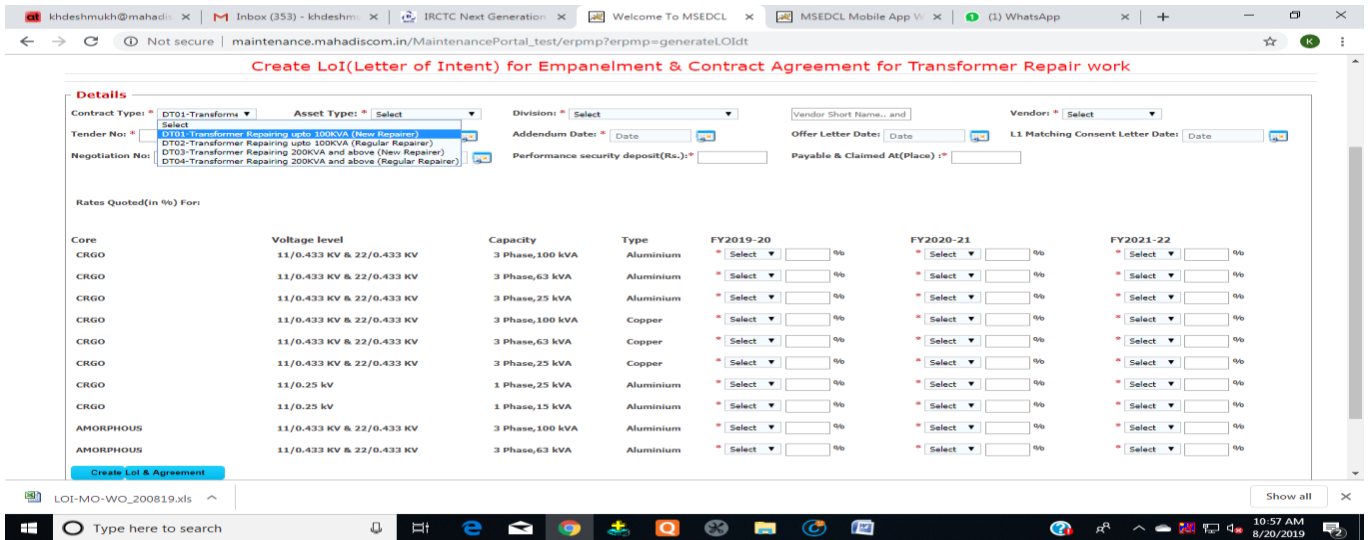 khdeshmukh@mahadis
Inbox (353) - khdeshmu
IRCTC Next Generation
Welcome To MSEDCL
MSEDCL Mobile App W
(1) WhatsApp
Not secure | maintenance.mahadiscom.in/MaintenancePortal_test/erpmp?erpmp=generateLOIdt
K
Create LoI(Letter of Intent) for Empanelment & Contract Agreement for Transformer Repair work
Details
Contract Type: * DT01-Transforme Asset Type: * Select Division: * Select Vendor Short Name.. and Vendor: * Select
Select
DT01-Transformer Repairing upto 100KVA (New Repairer)
DT02-Transformer Repairing upto 100KVA (Regular Repairer)
DT03-Transformer Repairing 200KVA and above (New Repairer)
DT04-Transformer Repairing 200KVA and above (Regular Repairer)
Tender No: * Addendum Date: * Date Offer Letter Date: Date L1 Matching Consent Letter Date: Date
Negotiation No: Performance security deposit(Rs.):* Payable & Claimed At(Place) :*
Rates Quoted(in %) For:
Core Voltage level Capacity Type FY2019-20 FY2020-21 FY2021-22
CRGO 11/0.433 KV & 22/0.433 KV 3 Phase,100 kVA Aluminium * Select % * Select % * Select %
CRGO 11/0.433 KV & 22/0.433 KV 3 Phase,63 kVA Aluminium * Select % * Select % * Select %
CRGO 11/0.433 KV & 22/0.433 KV 3 Phase,25 kVA Aluminium * Select % * Select % * Select %
CRGO 11/0.433 KV & 22/0.433 KV 3 Phase,100 kVA Copper * Select % * Select % * Select %
CRGO 11/0.433 KV & 22/0.433 KV 3 Phase,63 kVA Copper * Select % * Select % * Select %
CRGO 11/0.433 KV & 22/0.433 KV 3 Phase,25 kVA Copper * Select % * Select % * Select %
CRGO 11/0.25 kV 1 Phase,25 kVA Aluminium * Select % * Select % * Select %
CRGO 11/0.25 kV 1 Phase,15 kVA Aluminium * Select % * Select % * Select %
AMORPHOUS 11/0.433 KV & 22/0.433 KV 3 Phase,100 kVA Aluminium * Select % * Select % * Select %
AMORPHOUS 11/0.433 KV & 22/0.433 KV 3 Phase,63 kVA Aluminium * Select % * Select % * Select %
Create LoI & Agreement
LOI-MO-WO_200819.xls
Show all
Type here to search
10:57 AM
8/20/2019